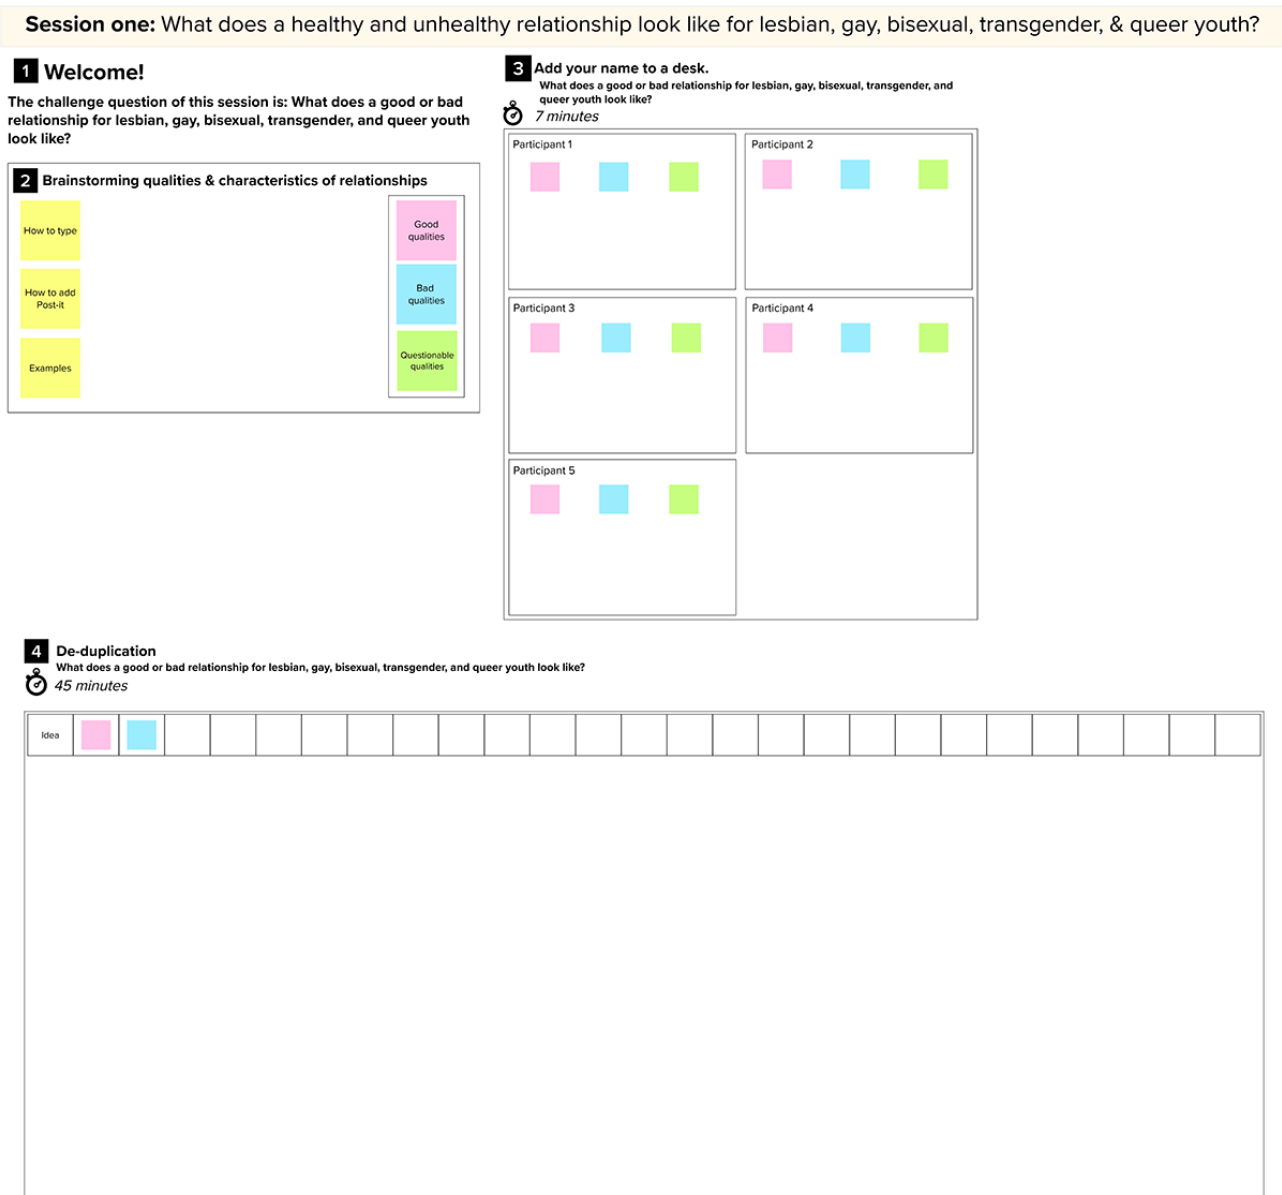 Session one: What does a healthy and unhealthy relationship look like for lesbian, gay, bisexual, transgender, & queer youth?
1 Welcome!
The challenge question of this session is: What does a good or bad
relationship for lesbian, gay, bisexual, transgender, and queer youth
look like?
2 Brainstorming qualities & characteristics of relationships
How to type
How to add
Post-it
Examples
Good
qualities
Bad
qualities
Questionable
qualities
3 Add your name to a desk.
What does a good or bad relationship for lesbian, gay, bisexual, transgender, and
queer youth look like?
7 minutes
Participant 1
Participant 2
Participant 3
Participant 4
Participant 5
4 De-duplication
What does a good or bad relationship for lesbian, gay, bisexual, transgender, and queer youth look like?
45 minutes
Idea